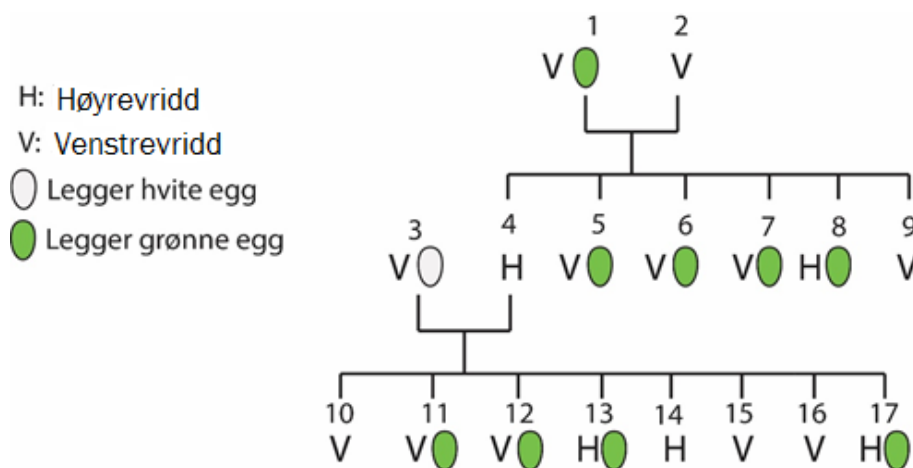 1 2
V V
H: Høyrevridd
V: Venstrevridd
Legger hvite egg
Legger grønne egg
3 4 5 6 7 8 9
V H V V V H V
10 11 12 13 14 15 16 17
V V V H H V V H